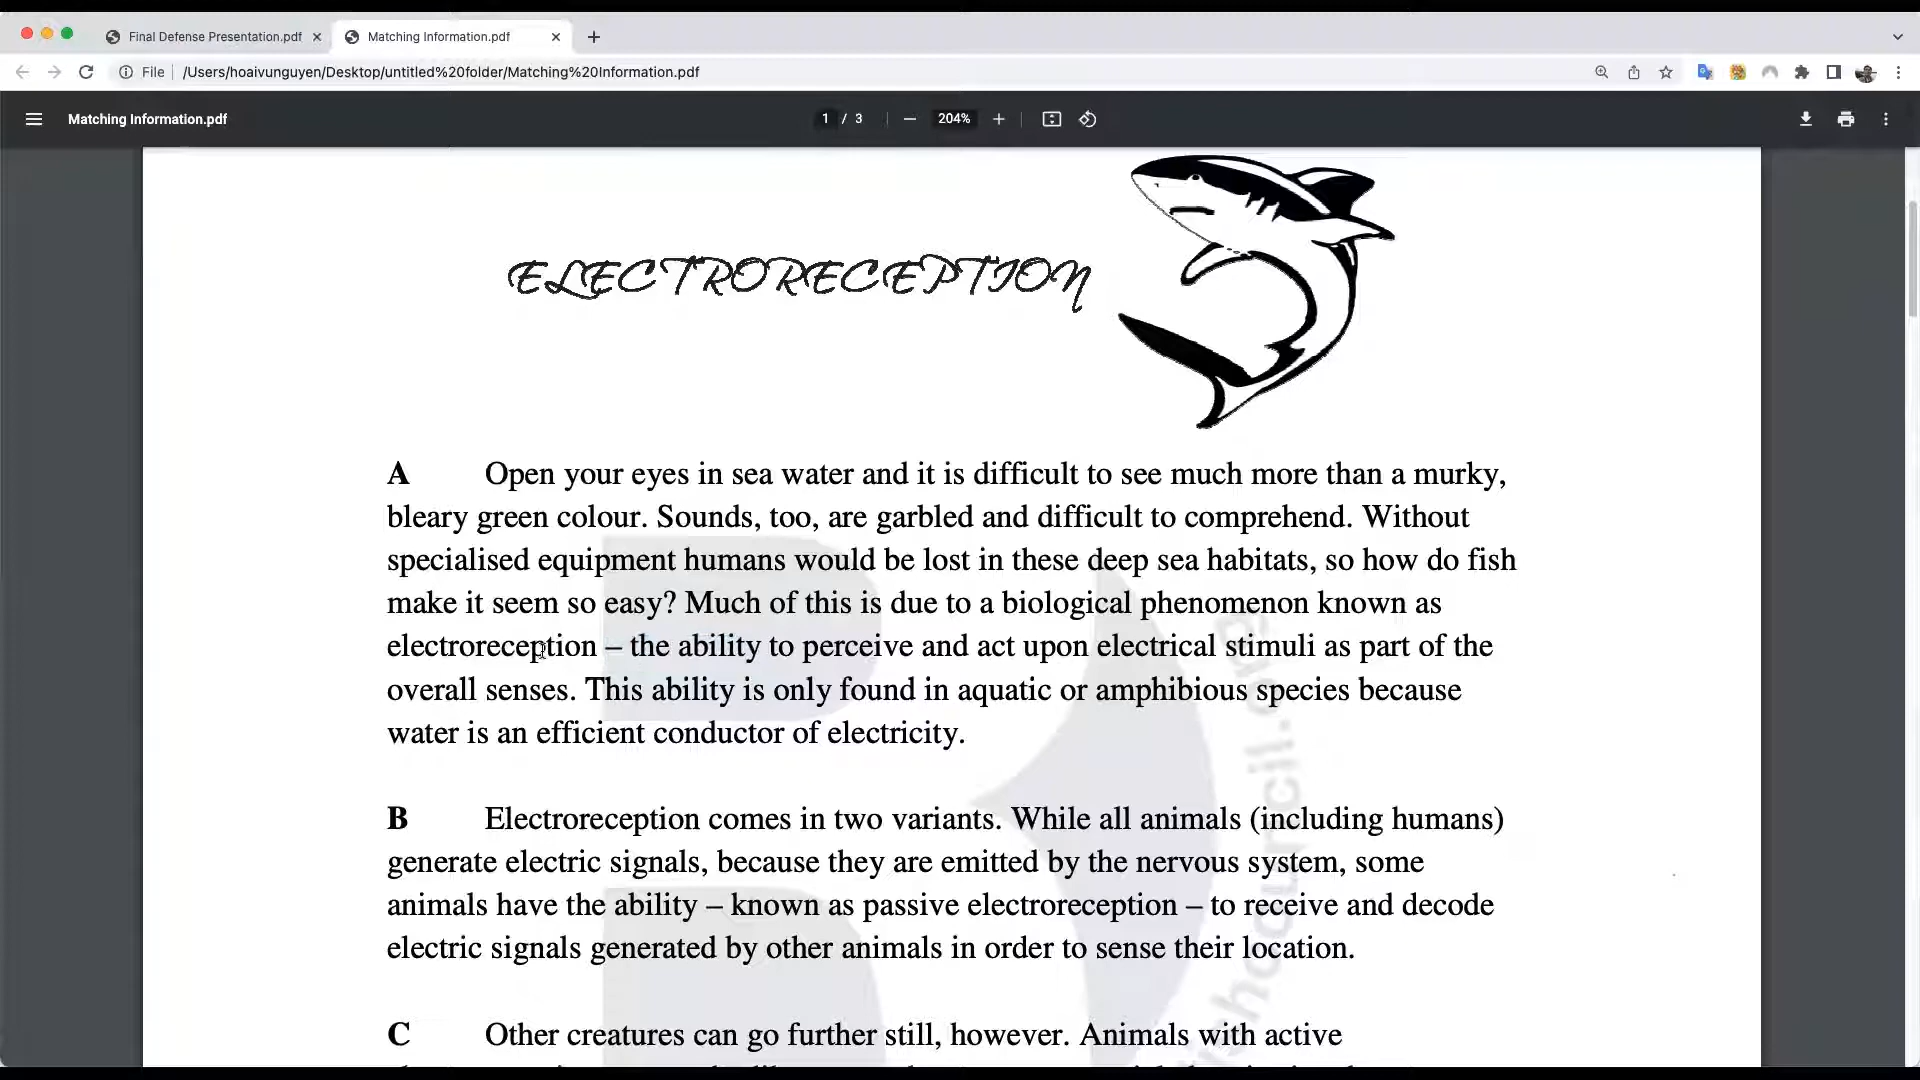 Final Defense Presentation.pdf
Matching Information.pdf
File
/Users/hoaivunguyen/Desktop/untitled%20folder/Matching%20Information.pdf
Matching Information.pdf
1 / 3
204%
ELECTRORECEPTION
A Open your eyes in sea water and it is difficult to see much more than a murky,
bleary green colour. Sounds, too, are garbled and difficult to comprehend. Without
specialised equipment humans would be lost in these deep sea habitats, so how do fish
make it seem so easy? Much of this is due to a biological phenomenon known as
electroreception – the ability to perceive and act upon electrical stimuli as part of the
overall senses. This ability is only found in aquatic or amphibious species because
water is an efficient conductor of electricity.
B Electroreception comes in two variants. While all animals (including humans)
generate electric signals, because they are emitted by the nervous system, some
animals have the ability – known as passive electroreception – to receive and decode
electric signals generated by other animals in order to sense their location.
C Other creatures can go further still, however. Animals with active